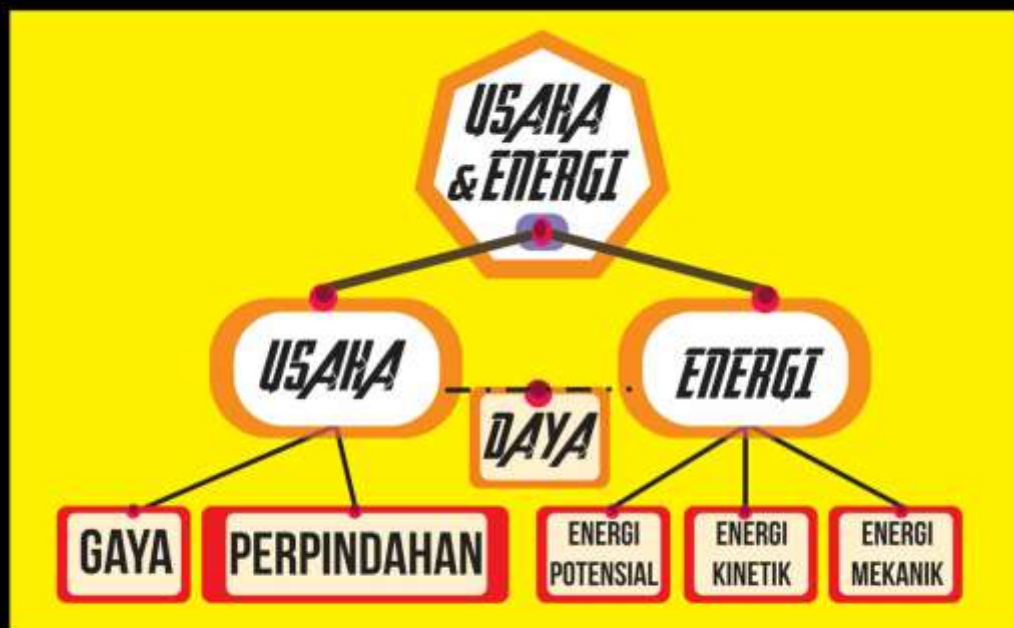 USAHA
& ENERGI
USAHA
ENERGI
DAYA
GAYA
PERPINDAHAN
ENERGI
POTENSIAL
ENERGI
KINETIK
ENERGI
MEKANIK